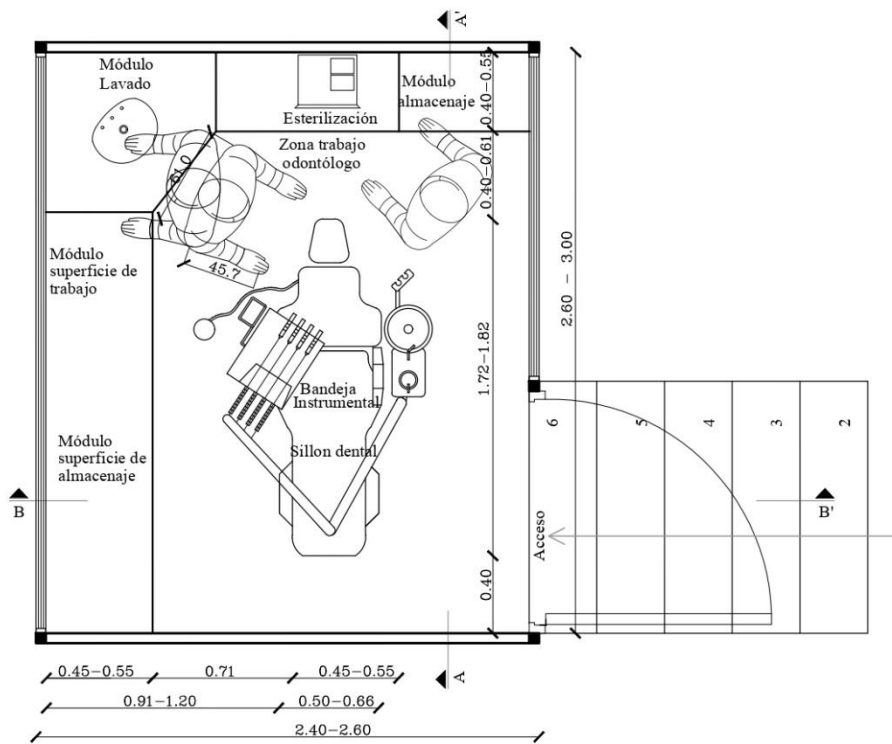 A'
Módulo
Lavado
Esterilización
Módulo
almacenaje
0.40-0.55
Zona trabajo
odontólogo
0.40-0.61
61.0
45.7
Módulo
superficie de
trabajo
2.60 - 3.00
1.72-1.82
Bandeja
Instrumental
Sillon dental
Módulo
superficie de
almacenaje
6
5
4
3
2
B
B'
Acceso
0.40
A
0.45-0.55
0.71
0.45-0.55
0.91-1.20
0.50-0.66
2.40-2.60